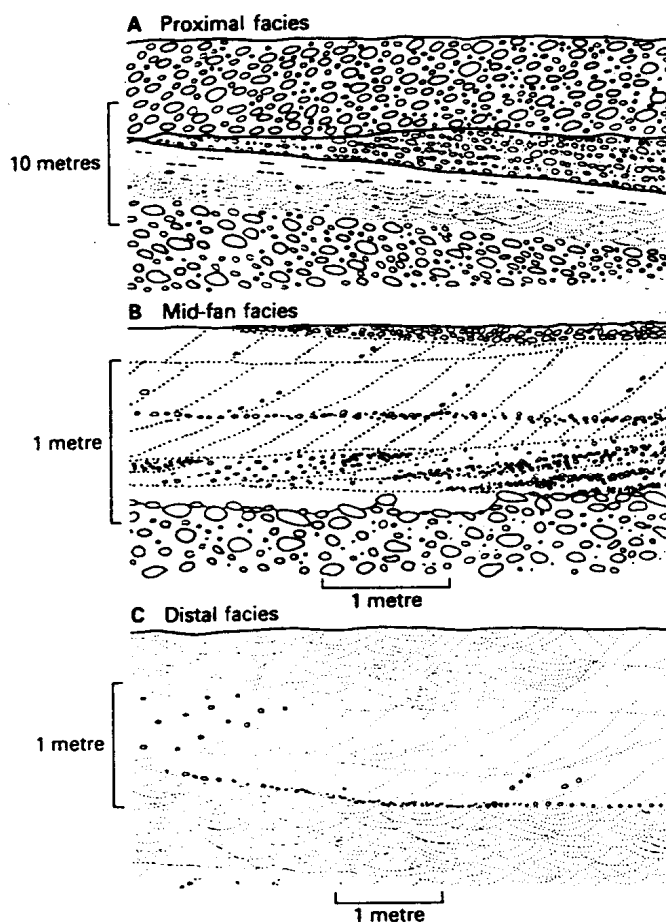 A Proximal facies
10 metres
B Mid-fan facies
1 metre
1 metre
C Distal facies
1 metre
1 metre